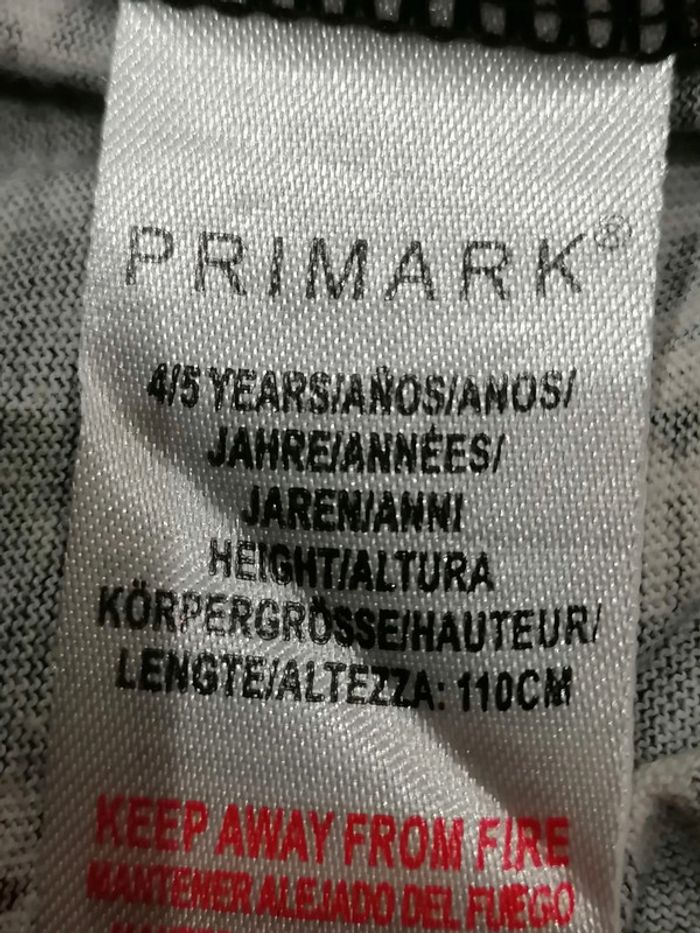 PRIMARK®
4/5 YEARS/AÑOS/ANOS/
JAHRE/ANNÉES/
JAREN/ANNI
HEIGHT/ALTURA
KÖRPERGRÖSSE/HAUTEUR/
LENGTE/ALTEZZA: 110CM
KEEP AWAY FROM FIRE
MANTENER ALEJADO DEL FUEGO